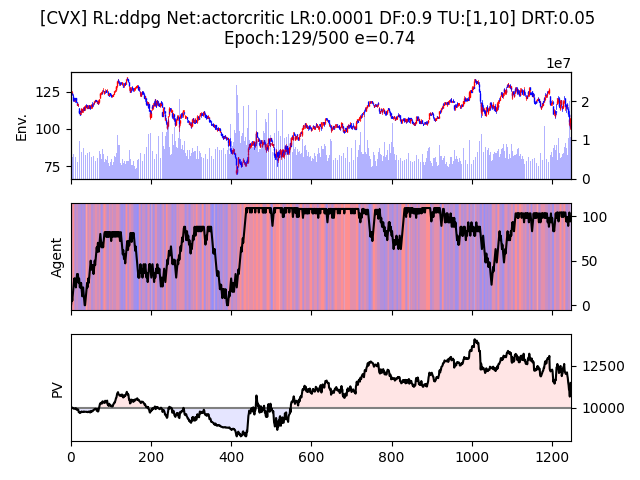 [CVX] RL:ddpg Net:actorcritic LR:0.0001 DF:0.9 TU:[1,10] DRT:0.05
Epoch:129/500 e=0.74
1e7
125
100
75
Env.
2
1
0
Agent
100
50
0
PV
12500
10000
0 200 400 600 800 1000 1200